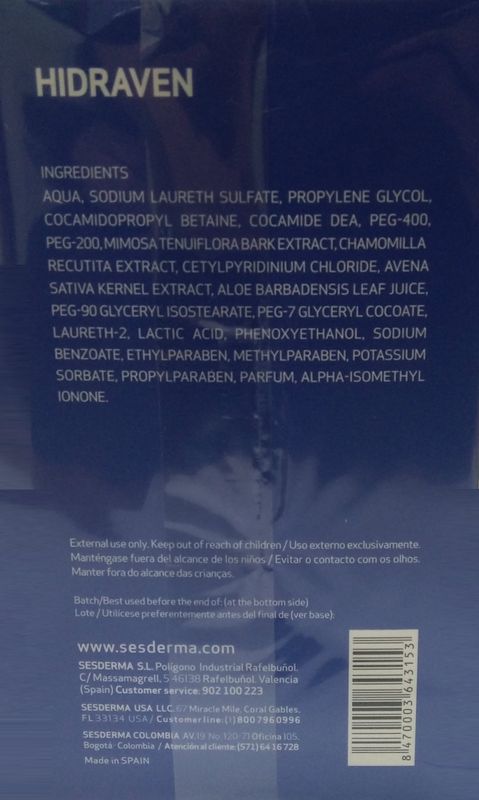 HIDRAVEN
INGREDIENTS
AQUA, SODIUM LAURETH SULFATE, PROPYLENE GLYCOL,
COCAMIDOPROPYL BETAINE, COCAMIDE DEA, PEG-400,
PEG-200, MIMOSA TENUIFLORA BARK EXTRACT, CHAMOMILLA
RECUTITA EXTRACT, CETYLPYRIDINIUM CHLORIDE, AVENA
SATIVA KERNEL EXTRACT, ALOE BARBADENSIS LEAF JUICE,
PEG-90 GLYCERYL ISOSTEARATE, PEG-7 GLYCERYL COCOATE,
LAURETH-2, LACTIC ACID, PHENOXYETHANOL, SODIUM
BENZOATE, ETHYLPARABEN, METHYLPARABEN, POTASSIUM
SORBATE, PROPYLPARABEN, PARFUM, ALPHA-ISOMETHYL
IONONE.
External use only. Keep out of reach of children / Uso externo exclusivamente.
Manténgase fuera del alcance de los niños / Evitar o contacto com os olhos.
Manter fora do alcance das crianças.
Batch/Best used before the end of: (at the bottom side)
Lote / Utilícese preferentemente antes del final de (ver base):
www.sesderma.com
SESDERMA S.L. Polígono Industrial Rafelbuñol.
C/ Massamagrell, 5 46138 Rafelbuñol. Valencia
(Spain) Customer service: 902 100 223
SESDERMA USA LLC. 67 Miracle Mile, Coral Gables,
FL 33134 USA / Customer line: (1) 800 7960996
SESDERMA COLOMBIA AV.19 No. 120-71 Oficina 105.
Bogotá - Colombia / Atención al cliente: (571) 64 16 728
Made in SPAIN
8 470003 643153